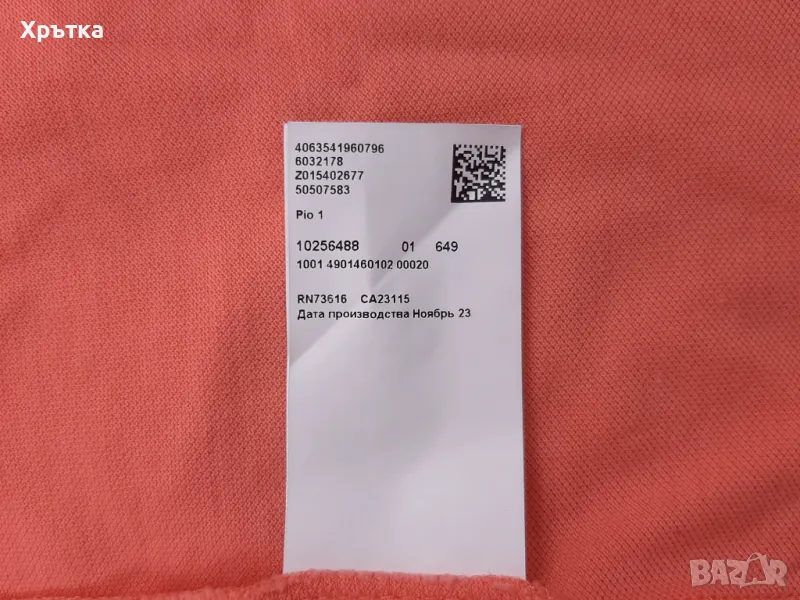 Хрътка
4063541960796
6032178
Z015402677
50507583
Pio 1
10256488 01 649
1001 4901460102 00020
RN73616 CA23115
Дата производства Ноябрь 23
BAZAR